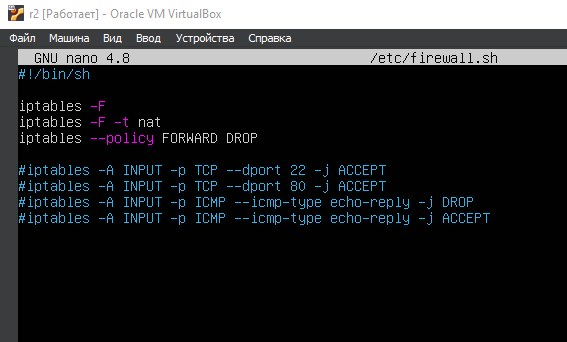 r2 [Работает] - Oracle VM VirtualBox
Файл Машина Вид Ввод Устройства Справка
GNU nano 4.8 /etc/firewall.sh
#!/bin/sh
iptables -F
iptables -F -t nat
iptables --policy FORWARD DROP
#iptables -A INPUT -p TCP --dport 22 -j ACCEPT
#iptables -A INPUT -p TCP --dport 80 -j ACCEPT
#iptables -A INPUT -p ICMP --icmp-type echo-reply -j DROP
#iptables -A INPUT -p ICMP --icmp-type echo-reply -j ACCEPT